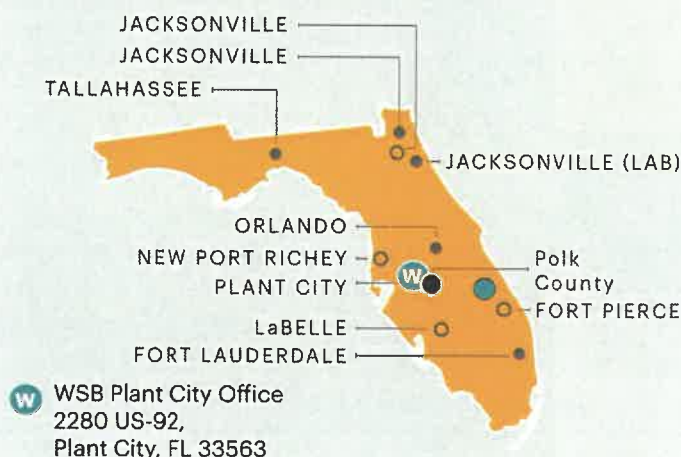 JACKSONVILLE
JACKSONVILLE
TALLAHASSEE
JACKSONVILLE (LAB)
ORLANDO
NEW PORT RICHEY
W
Polk
County
PLANT CITY
FORT PIERCE
LaBELLE
FORT LAUDERDALE
W WSB Plant City Office
2280 US-92,
Plant City, FL 33563